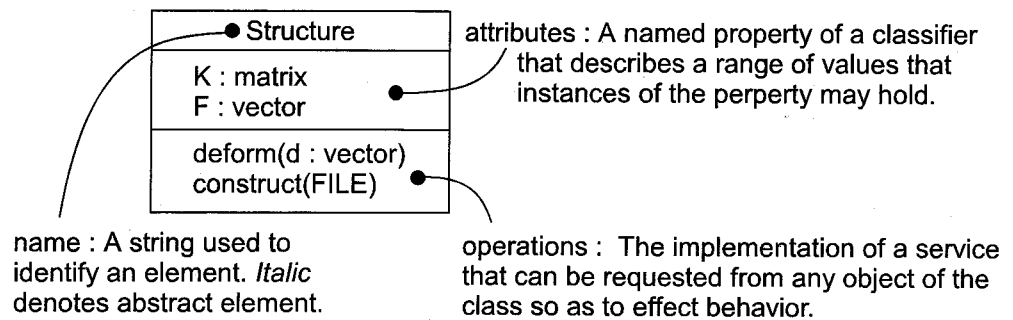 Structure
K : matrix
F : vector
deform(d : vector)
construct(FILE)
attributes : A named property of a classifier
that describes a range of values that
instances of the perperty may hold.
name : A string used to
identify an element. Italic
denotes abstract element.
operations : The implementation of a service
that can be requested from any object of the
class so as to effect behavior.